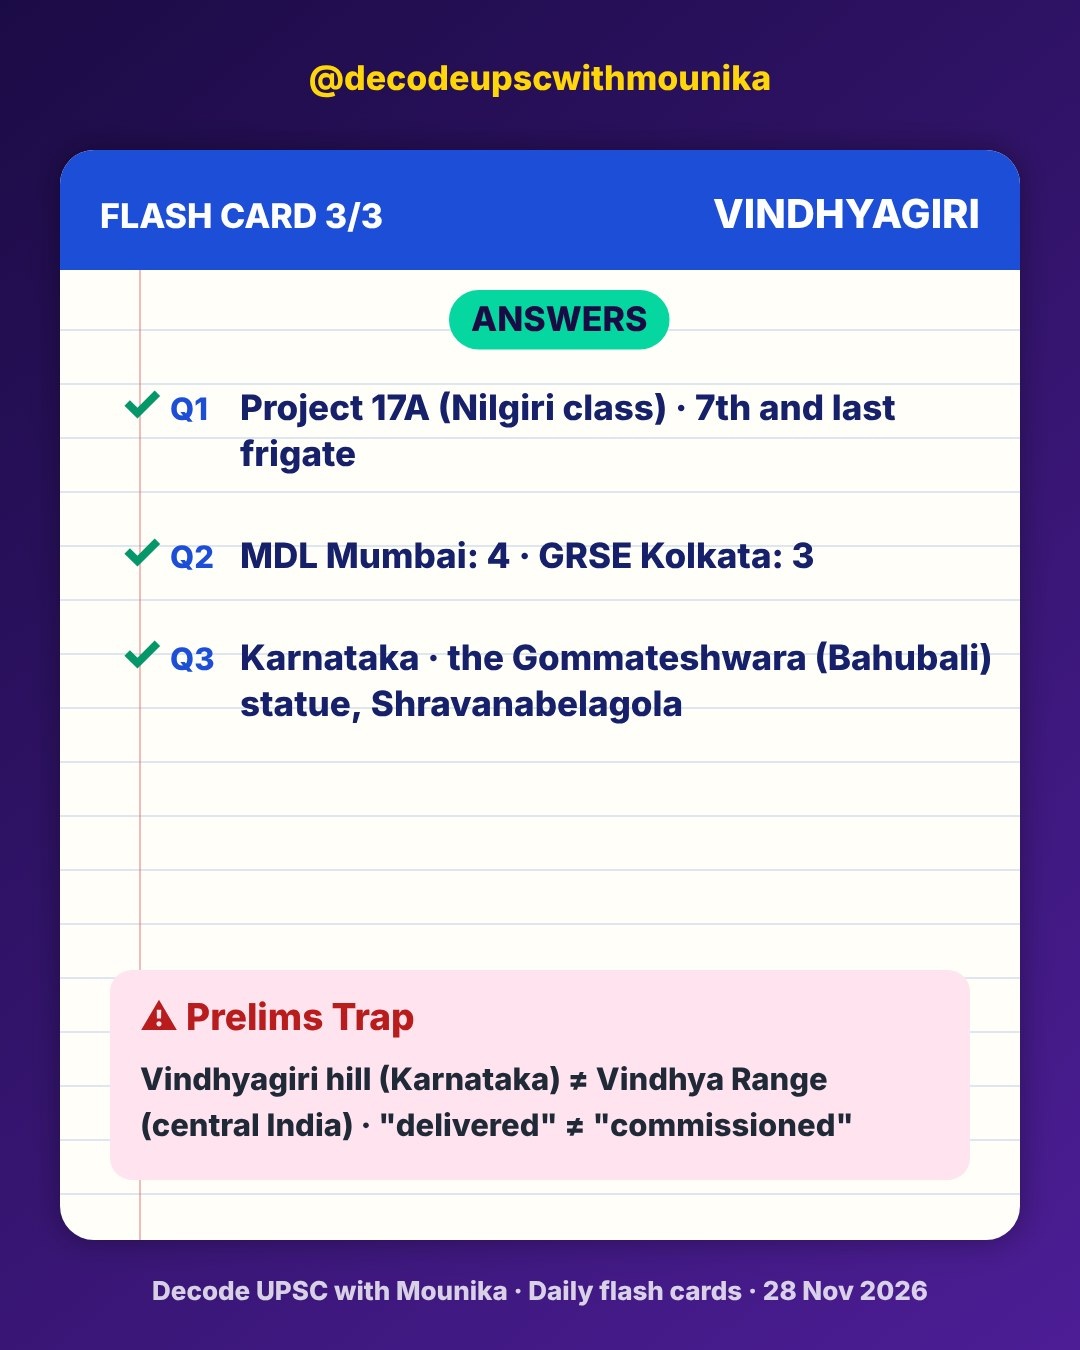 @decodeupscwithmounika
FLASH CARD 3/3
VINDHYAGIRI
ANSWERS
Q1 Project 17A (Nilgiri class) · 7th and last
frigate
Q2 MDL Mumbai: 4 · GRSE Kolkata: 3
Q3 Karnataka · the Gommateshwara (Bahubali)
statue, Shravanabelagola
⚠ Prelims Trap
Vindhyagiri hill (Karnataka) ≠ Vindhya Range
(central India) · "delivered" ≠ "commissioned"
Decode UPSC with Mounika · Daily flash cards · 28 Nov 2026